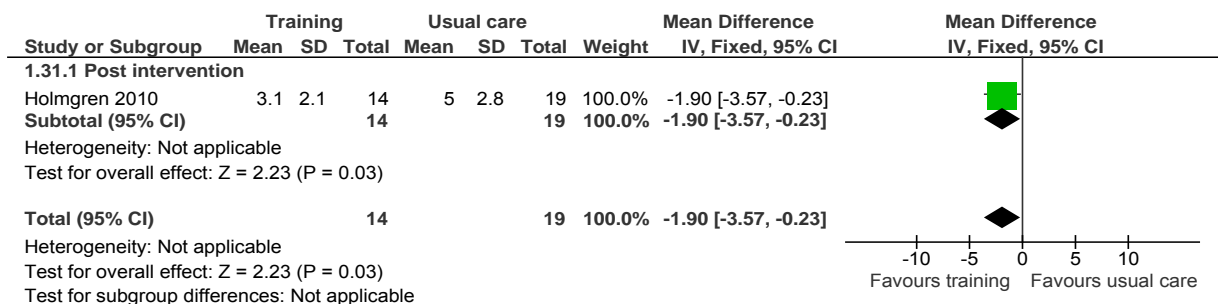 Training Usual care Mean Difference Mean Difference
Study or Subgroup Mean SD Total Mean SD Total Weight IV, Fixed, 95% CI IV, Fixed, 95% CI
1.31.1 Post intervention
Holmgren 2010 3.1 2.1 14 5 2.8 19 100.0% -1.90 [-3.57, -0.23]
Subtotal (95% CI) 14 19 100.0% -1.90 [-3.57, -0.23]
Heterogeneity: Not applicable
Test for overall effect: Z = 2.23 (P = 0.03)
Total (95% CI) 14 19 100.0% -1.90 [-3.57, -0.23]
Heterogeneity: Not applicable
Test for overall effect: Z = 2.23 (P = 0.03)
Test for subgroup differences: Not applicable
-10 -5 0 5 10
Favours training Favours usual care